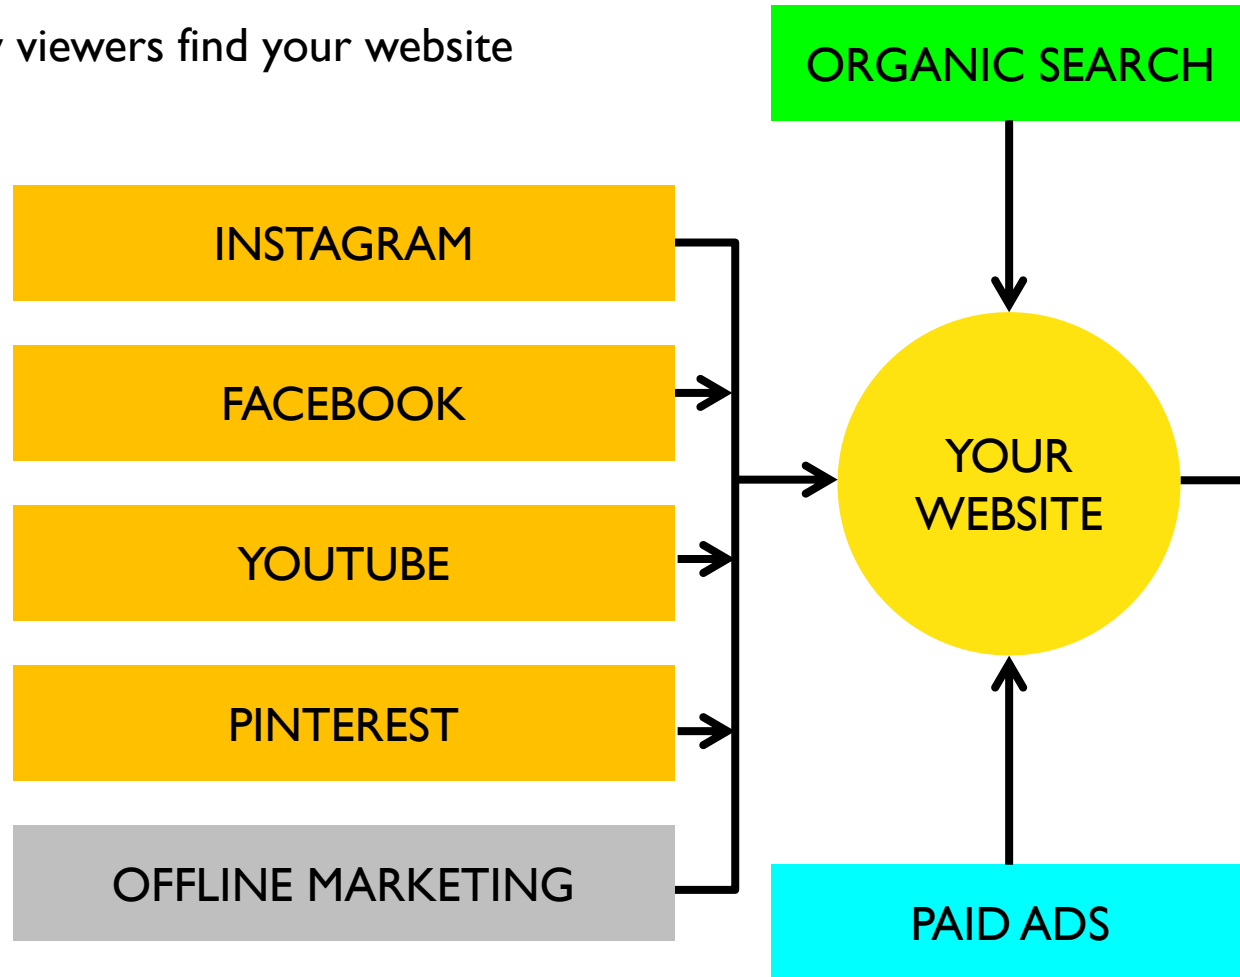 viewers find your website
ORGANIC SEARCH
INSTAGRAM
FACEBOOK
YOUR
WEBSITE
YOUTUBE
PINTEREST
OFFLINE MARKETING
PAID ADS